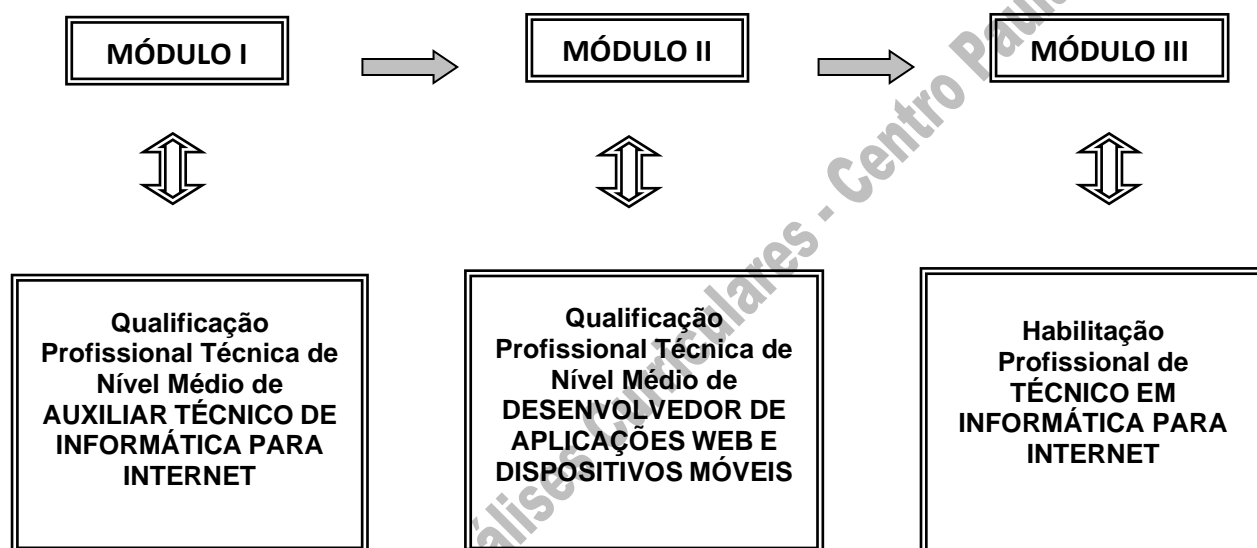 MÓDULO I
MÓDULO II
MÓDULO III
Qualificação
Profissional Técnica de
Nível Médio de
AUXILIAR TÉCNICO DE
INFORMÁTICA PARA
INTERNET
Qualificação
Profissional Técnica de
Nível Médio de
DESENVOLVEDOR DE
APLICAÇÕES WEB E
DISPOSITIVOS MÓVEIS
Habilitação
Profissional de
TÉCNICO EM
INFORMÁTICA PARA
INTERNET
Curriculares - Centro